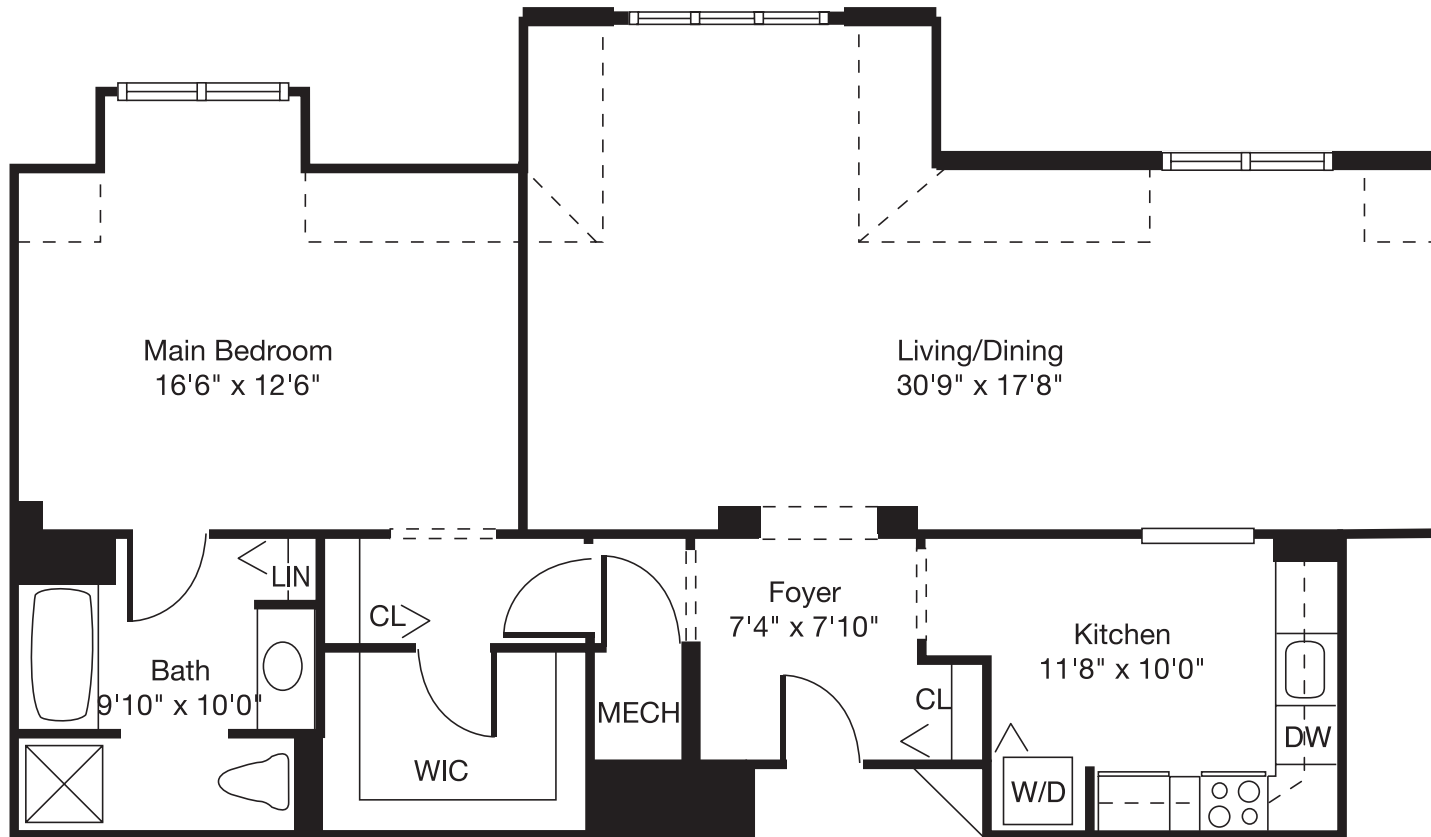 Main Bedroom
16'6" x 12'6"
Living/Dining
30'9" x 17'8"
LIN
CL
Foyer
7'4" x 7'10"
Kitchen
11'8" x 10'0"
Bath
9'10" x 10'0"
MECH
CL
WIC
DW
W/D